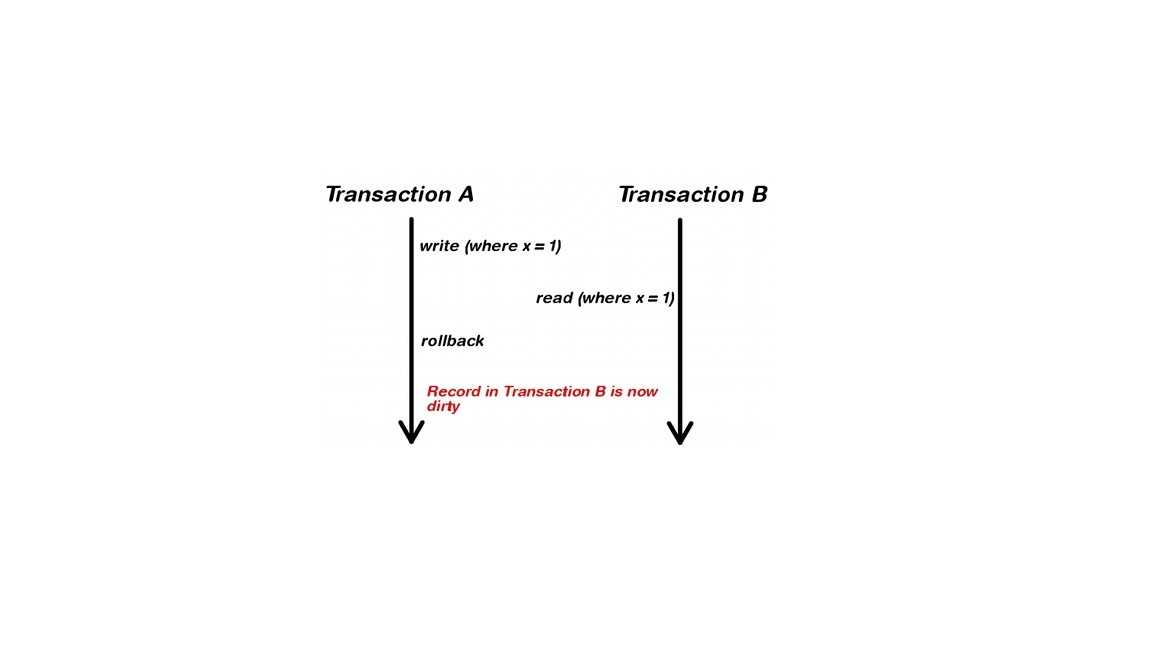 Transaction A
Transaction B
write (where x = 1)
read (where x = 1)
rollback
Record in Transaction B is now
dirty